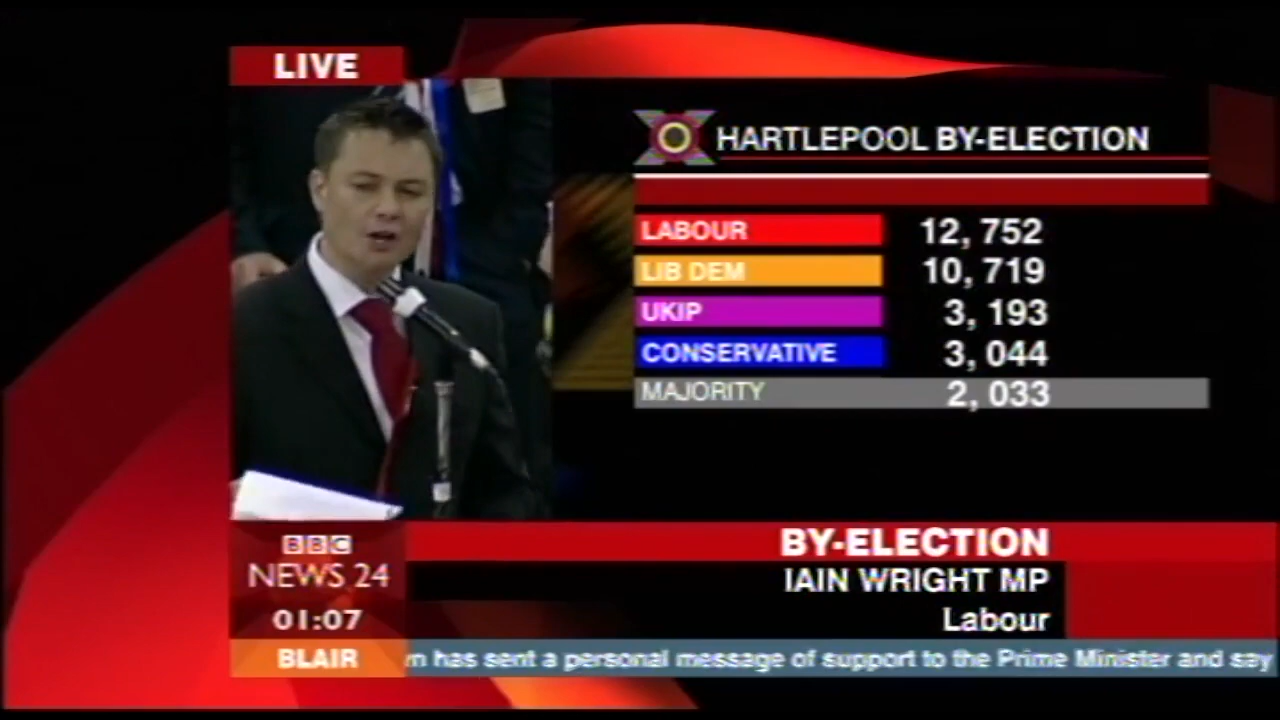 LIVE
HARTLEPOOL BY-ELECTION
LABOUR 12, 752
LIB DEM 10, 719
UKIP 3, 193
CONSERVATIVE 3, 044
MAJORITY 2, 033
BY-ELECTION
IAIN WRIGHT MP
Labour
BBC
NEWS 24
01:07
BLAIR has sent a personal message of support to the Prime Minister and say